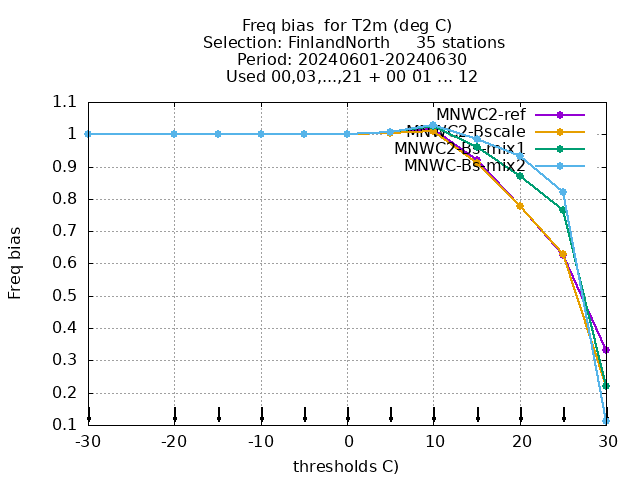 Freq bias  for T2m (deg C)
Selection: FinlandNorth     35 stations
Period: 20240601-20240630
Used 00,03,...,21 + 00 01 ... 12
MNWC2-ref
MNWC2-Bscale
MNWC2-Bs-mix1
MNWC-Bs-mix2
1.1
1
0.9
0.8
0.7
0.6
0.5
0.4
0.3
0.2
0.1
Freq bias
-30 -20 -10 0 10 20 30
thresholds C)